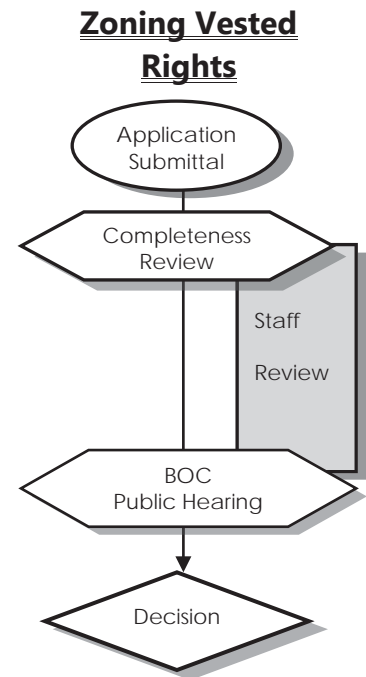 Zoning Vested
Rights
Application
Submittal
Completeness
Review
Staff
Review
BOC
Public Hearing
Decision